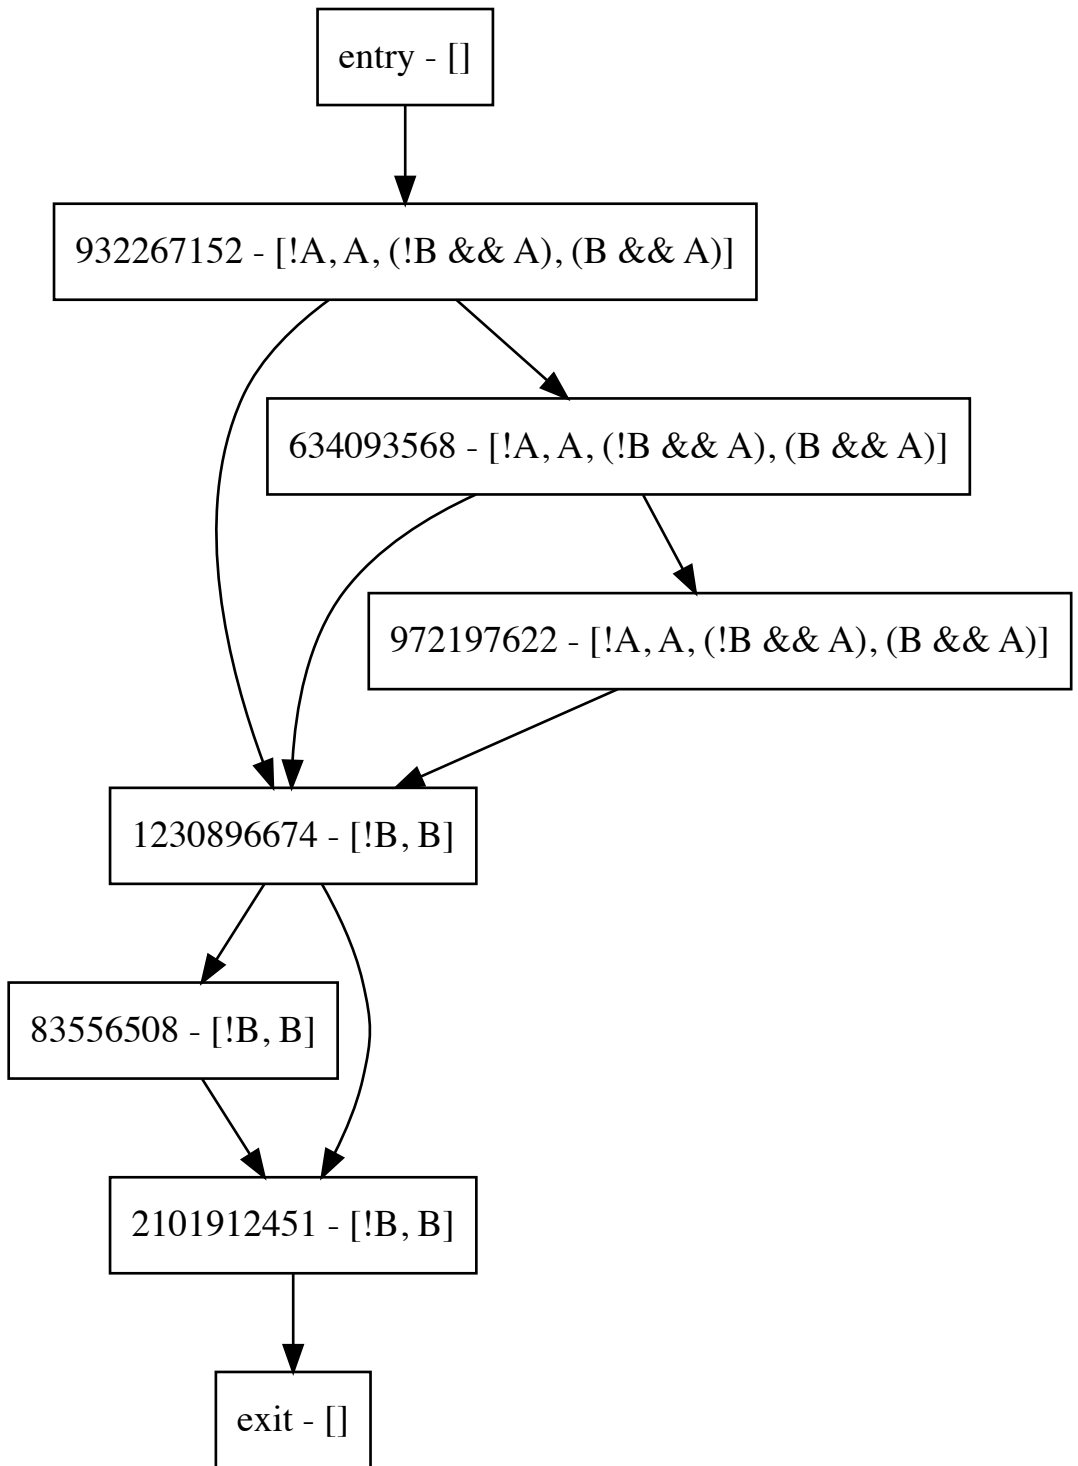 entry - []
932267152 - [!A, A, (!B && A), (B && A)]
634093568 - [!A, A, (!B && A), (B && A)]
972197622 - [!A, A, (!B && A), (B && A)]
1230896674 - [!B, B]
83556508 - [!B, B]
2101912451 - [!B, B]
exit - []